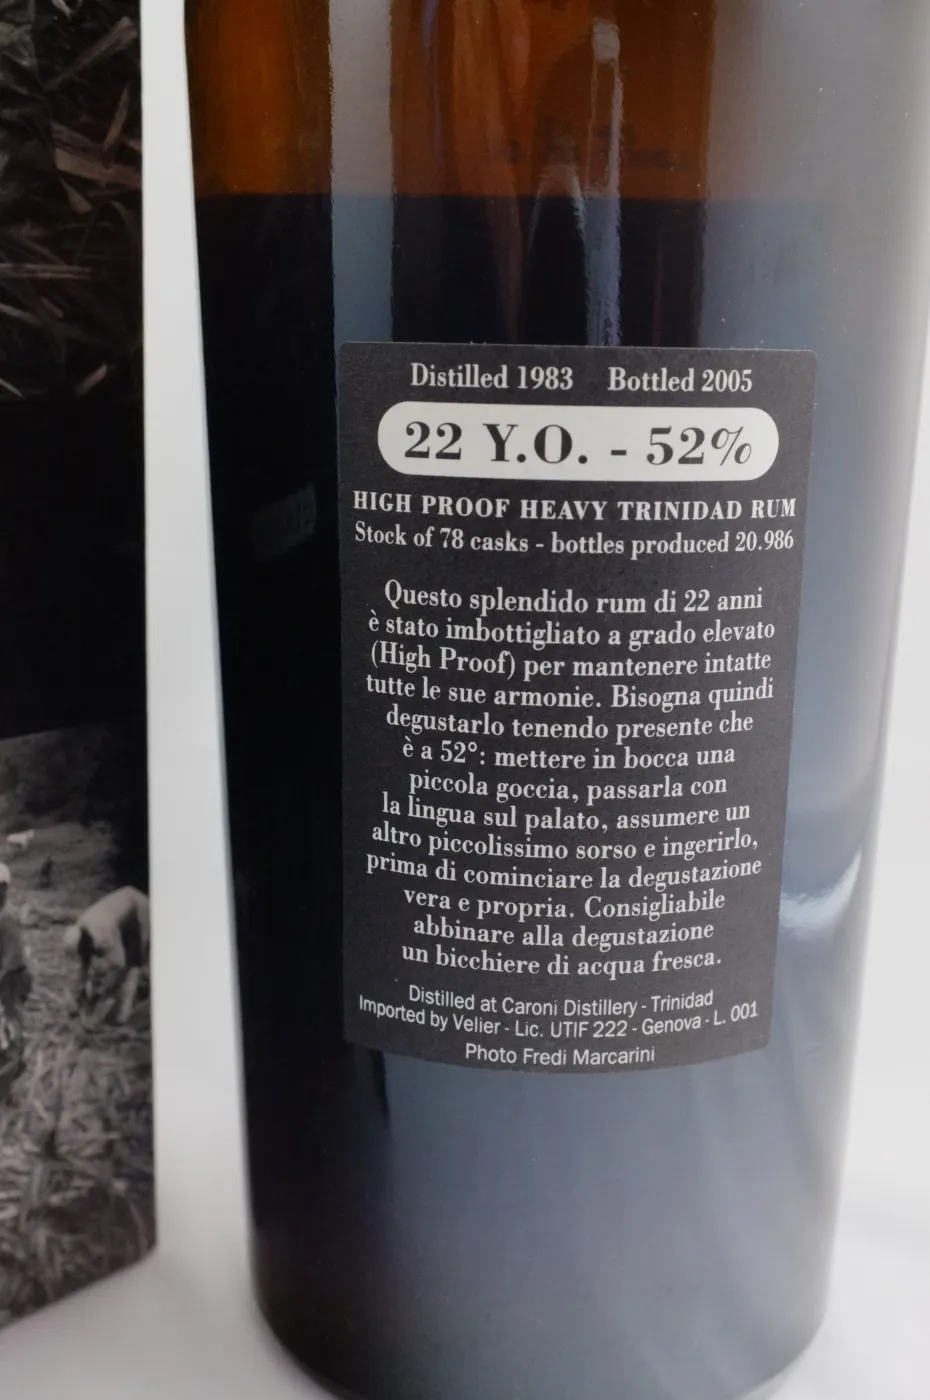 Distilled 1983 Bottled 2005
22 Y.O. - 52%
HIGH PROOF HEAVY TRINIDAD RUM
Stock of 78 casks - bottles produced 20.986
Questo splendido rum di 22 anni
è stato imbottigliato a grado elevato
(High Proof) per mantenere intatte
tutte le sue armonie. Bisogna quindi
degustarlo tenendo presente che
è a 52°: mettere in bocca una
piccola goccia, passarla con
la lingua sul palato, assumere un
altro piccolissimo sorso e ingerirlo,
prima di cominciare la degustazione
vera e propria. Consigliabile
abbinare alla degustazione
un bicchiere di acqua fresca.
Distilled at Caroni Distillery - Trinidad
Imported by Velier - Lic. UTIF 222 - Genova - L. 001
Photo Fredi Marcarini